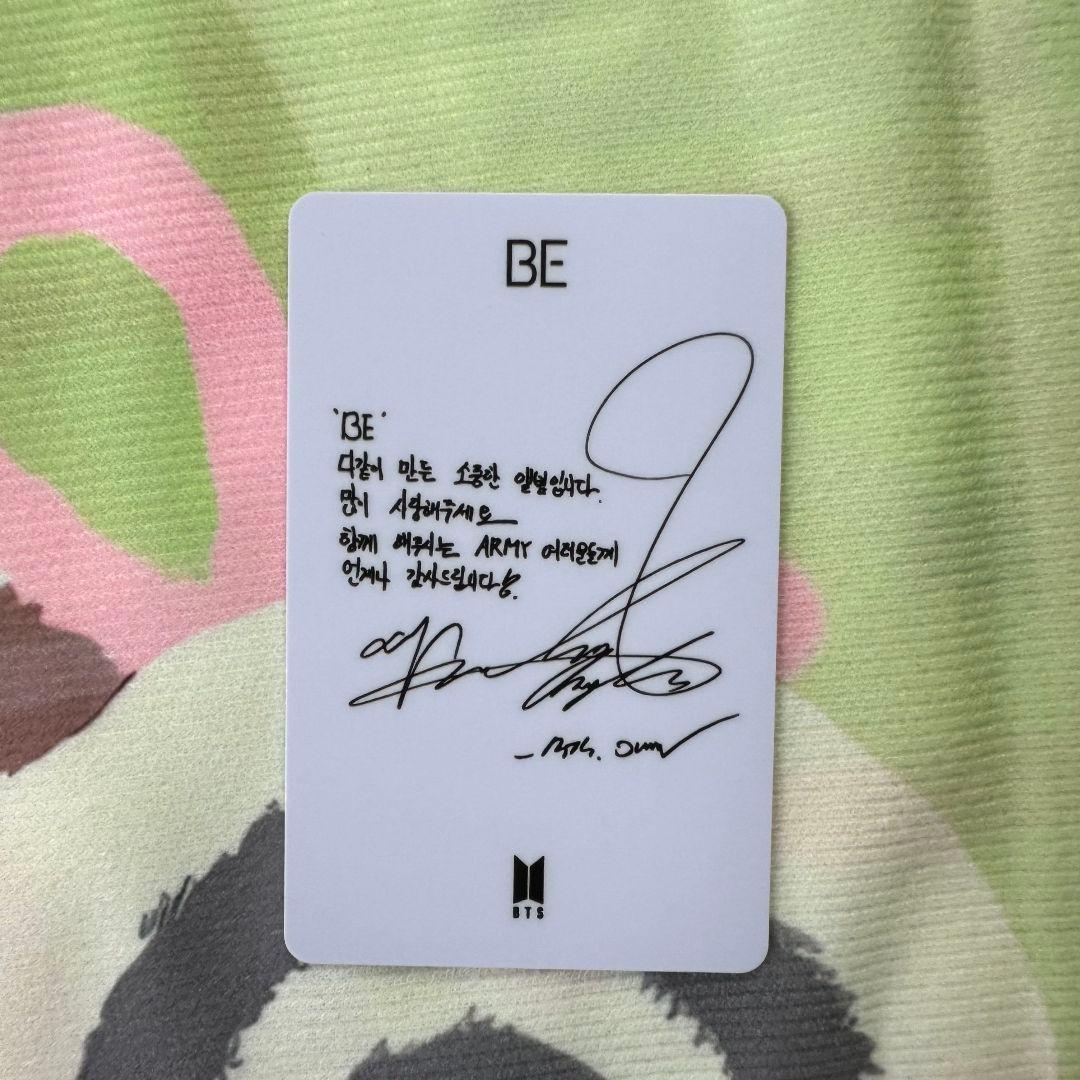 BE
'BE'
다같이 만든 소중한 앨범입니다.
많이 사랑해주세요
함께 해주시는 ARMY 여러분들께
언제나 감사드립니다
BTS